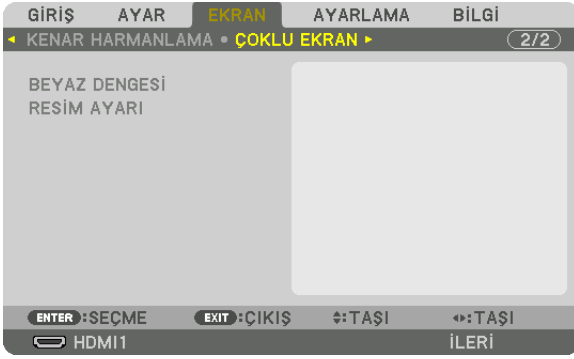 GİRİŞ AYAR EKRAN AYARLAMA BİLGİ
◂ KENAR HARMANLAMA • ÇOKLU EKRAN ▸ 2/2
BEYAZ DENGESİ
RESİM AYARI
ENTER :SEÇME EXIT :ÇIKIŞ :TAŞI :TAŞI
HDMI1 İLERİ